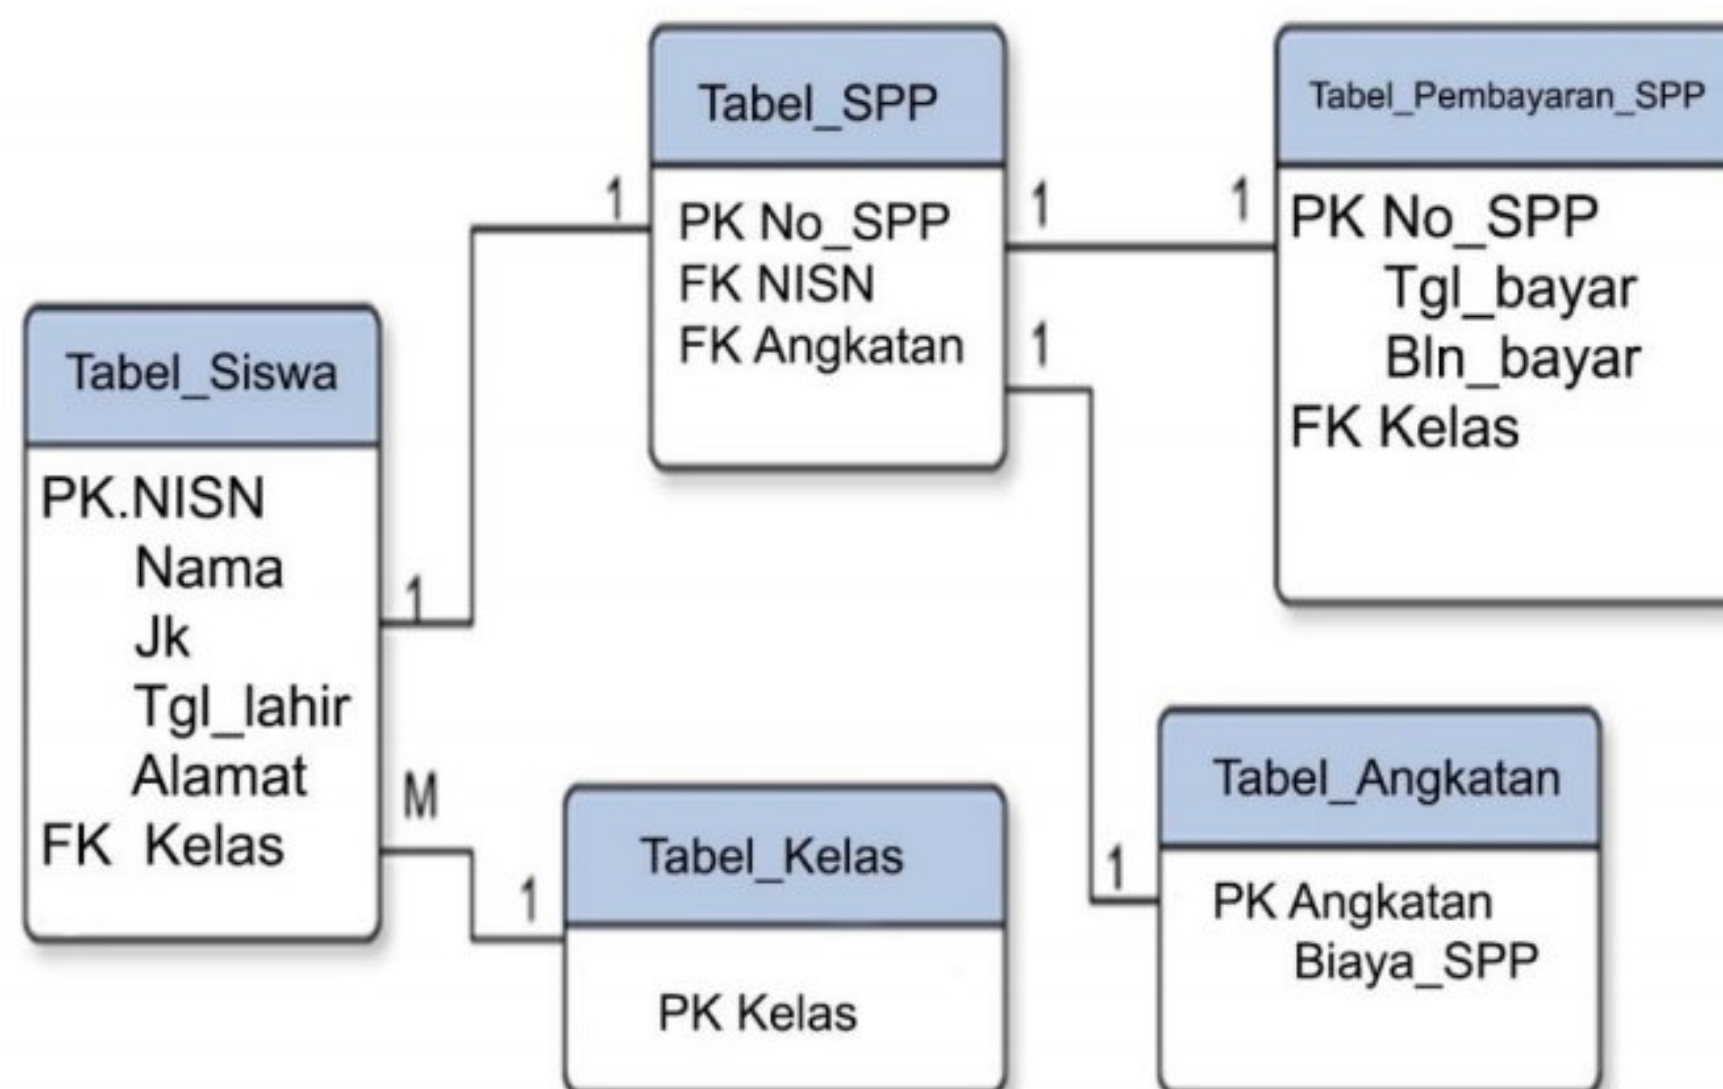 Tabel_SPP
PK No_SPP
FK NISN
FK Angkatan
Tabel_Pembayaran_SPP
PK No_SPP
Tgl_bayar
Bln_bayar
FK Kelas
Tabel_Siswa
PK.NISN
Nama
Jk
Tgl_lahir
Alamat
FK Kelas
Tabel_Kelas
PK Kelas
Tabel_Angkatan
PK Angkatan
Biaya_SPP
1
1
1
1
1
1
M
1